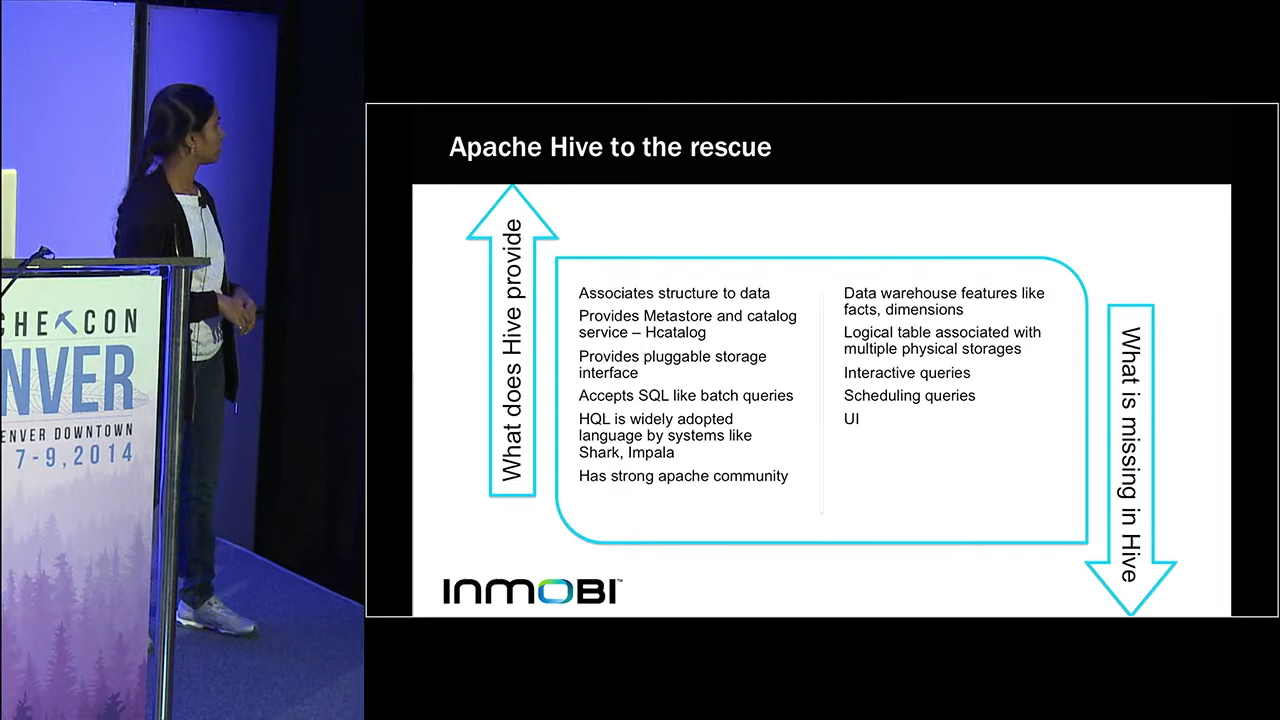 CHE CON
NVER
ENVER DOWNTOWN
7-9, 2014
Apache Hive to the rescue
What does Hive provide
Associates structure to data
Provides Metastore and catalog
service – Hcatalog
Provides pluggable storage
interface
Accepts SQL like batch queries
HQL is widely adopted
language by systems like
Shark, Impala
Has strong apache community
Data warehouse features like
facts, dimensions
Logical table associated with
multiple physical storages
Interactive queries
Scheduling queries
UI
What is missing in Hive
INMOBI™